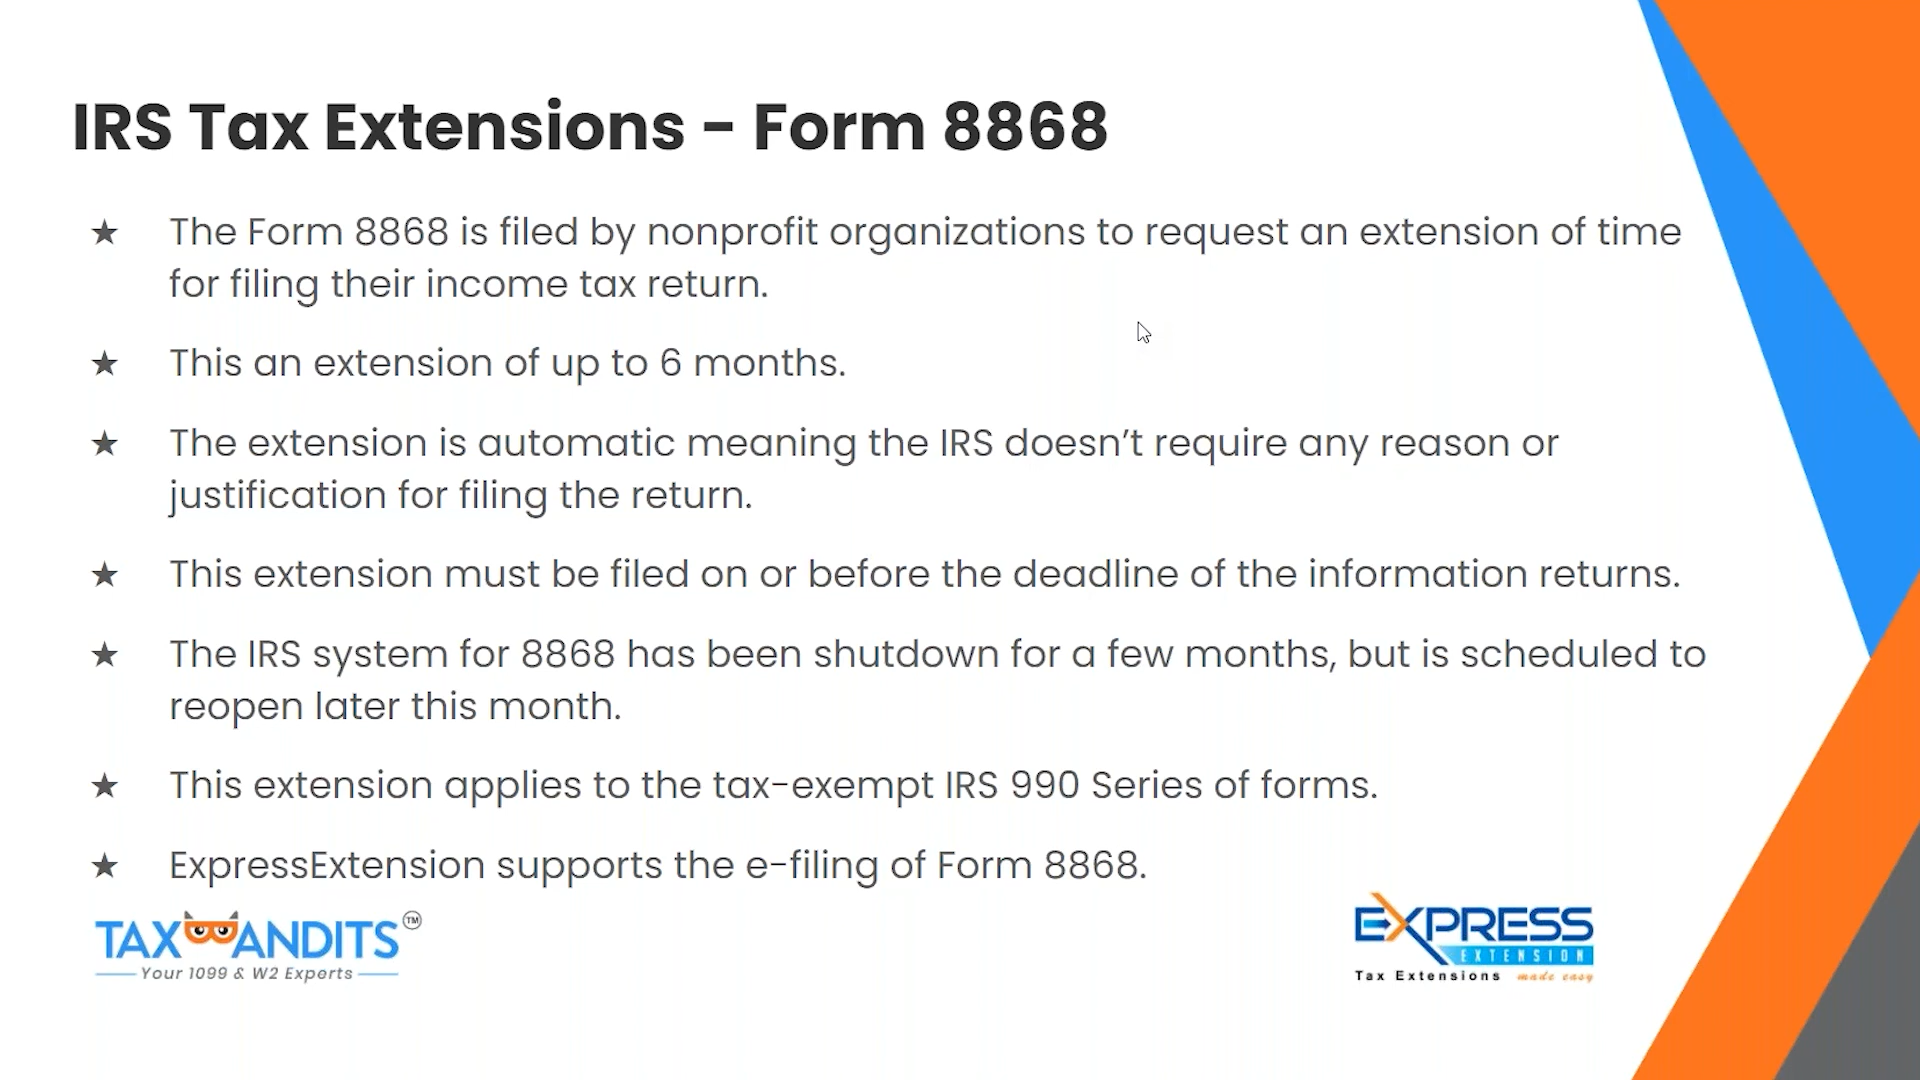 IRS Tax Extensions - Form 8868
★ The Form 8868 is filed by nonprofit organizations to request an extension of time
for filing their income tax return.
★ This an extension of up to 6 months.
★ The extension is automatic meaning the IRS doesn’t require any reason or
justification for filing the return.
★ This extension must be filed on or before the deadline of the information returns.
★ The IRS system for 8868 has been shutdown for a few months, but is scheduled to
reopen later this month.
★ This extension applies to the tax-exempt IRS 990 Series of forms.
★ ExpressExtension supports the e-filing of Form 8868.
TAXBANDITS TM
Your 1099 & W2 Experts
EXPRESS
EXTENSION
Tax Extensions made easy